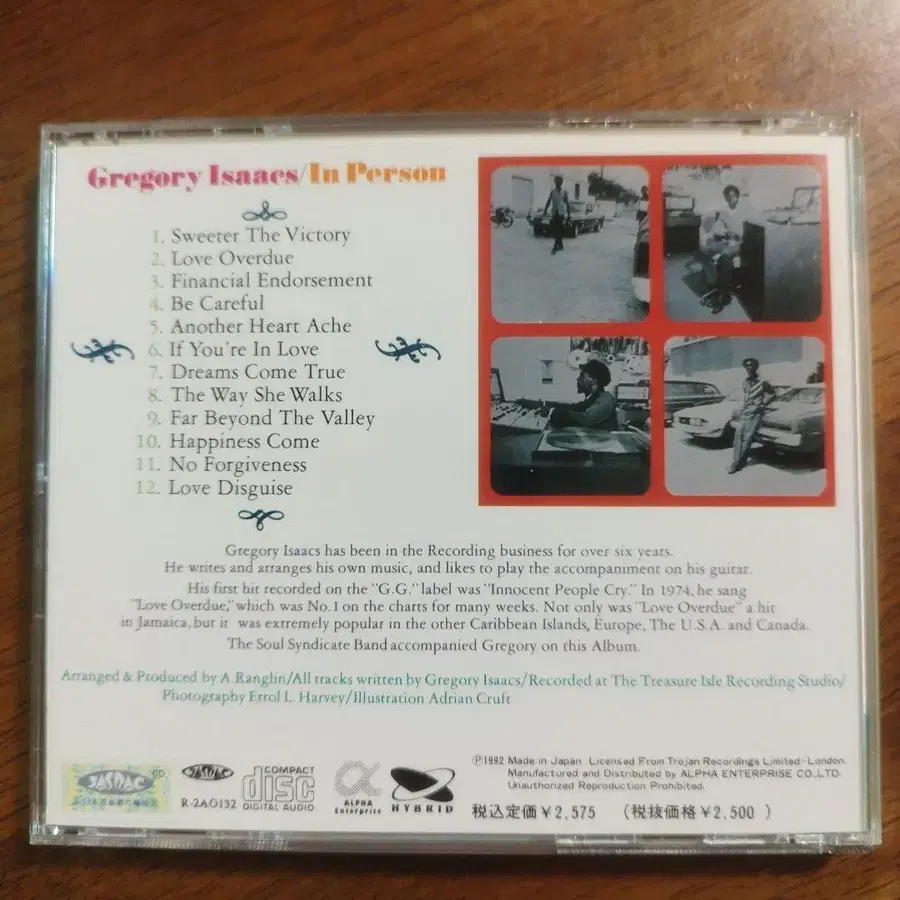 Gregory Isaacs/In Person
1. Sweeter The Victory
2. Love Overdue
3. Financial Endorsement
4. Be Careful
5. Another Heart Ache
6. If You're In Love
7. Dreams Come True
8. The Way She Walks
9. Far Beyond The Valley
10. Happiness Come
11. No Forgiveness
12. Love Disguise
Gregory Isaacs has been in the Recording business for over six years.
He writes and arranges his own music, and likes to play the accompaniment on his guitar.
His first hit recorded on the "G.G." label was "Innocent People Cry." In 1974, he sang
"Love Overdue," which was No. 1 on the charts for many weeks. Not only was "Love Overdue" a hit
in Jamaica, but it was extremely popular in the other Caribbean Islands, Europe, The U.S.A. and Canada.
The Soul Syndicate Band accompanied Gregory on this Album.
Arranged & Produced by A. Ranglin/All tracks written by Gregory Isaacs/Recorded at The Treasure Isle Recording Studio/
Photography Errol L. Harvey/Illustration Adrian Cruft
JASRAC
CD
JASRAC
R-2AO132
COMPACT
disc
DIGITAL AUDIO
ALPHA
Enterprise
HYBRID
Ⓟ1992 Made in Japan Licensed From Trojan Recordings Limited-London.
Manufactured and Distributed by ALPHA ENTERPRISE CO.,LTD.
Unauthorized Reproduction Prohibited.
税込定価¥2,575 (税抜価格¥2,500 )